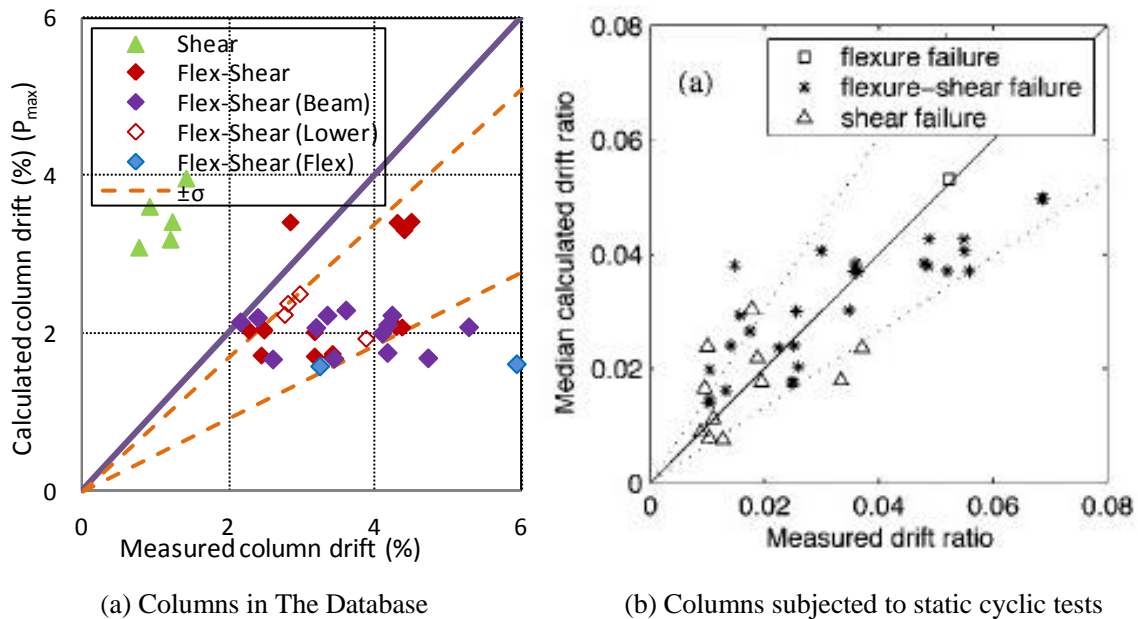 6
4
2
0
0
2
4
6
Calculated column drift (%) (Pmax)
Measured column drift (%)
Shear
Flex-Shear
Flex-Shear (Beam)
Flex-Shear (Lower)
Flex-Shear (Flex)
±σ
(a) Columns in The Database
0.08
0.06
0.04
0.02
0
0
0.02
0.04
0.06
0.08
Median calculated drift ratio
Measured drift ratio
(a)
flexure failure
flexure-shear failure
shear failure
(b) Columns subjected to static cyclic tests